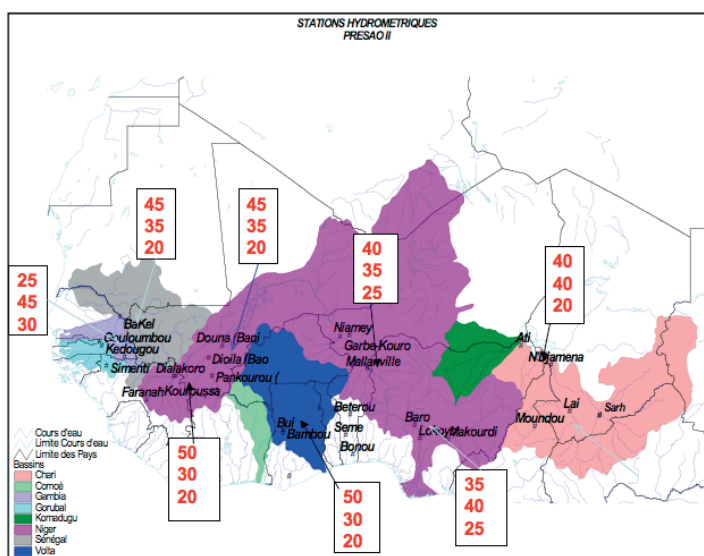 STATIONS HYDROMETRIQUES
PRESAO II
45
35
20
45
35
20
40
35
25
40
40
20
25
45
30
BaKel
Gouloumbou
Kedougou
Simenti
Faranah
Dialakoro
Kouroussa
Douna (Bani
Dioila (Bao
Pankourou (
Niamey
Garbe-Kouro
Mallanville
Ati
N'Djamena
Lai
Sarh
Moundou
Beterou
Seme
Bonou
Bui
Bambou
Baro
Makourdi
50
30
20
50
30
20
35
40
25
Cours d'eau
Limite Cours d'eau
Limite des Pays
Bassins
Chari
Comoé
Gambia
Gorubal
Komadugu
Niger
Sénégal
Volta